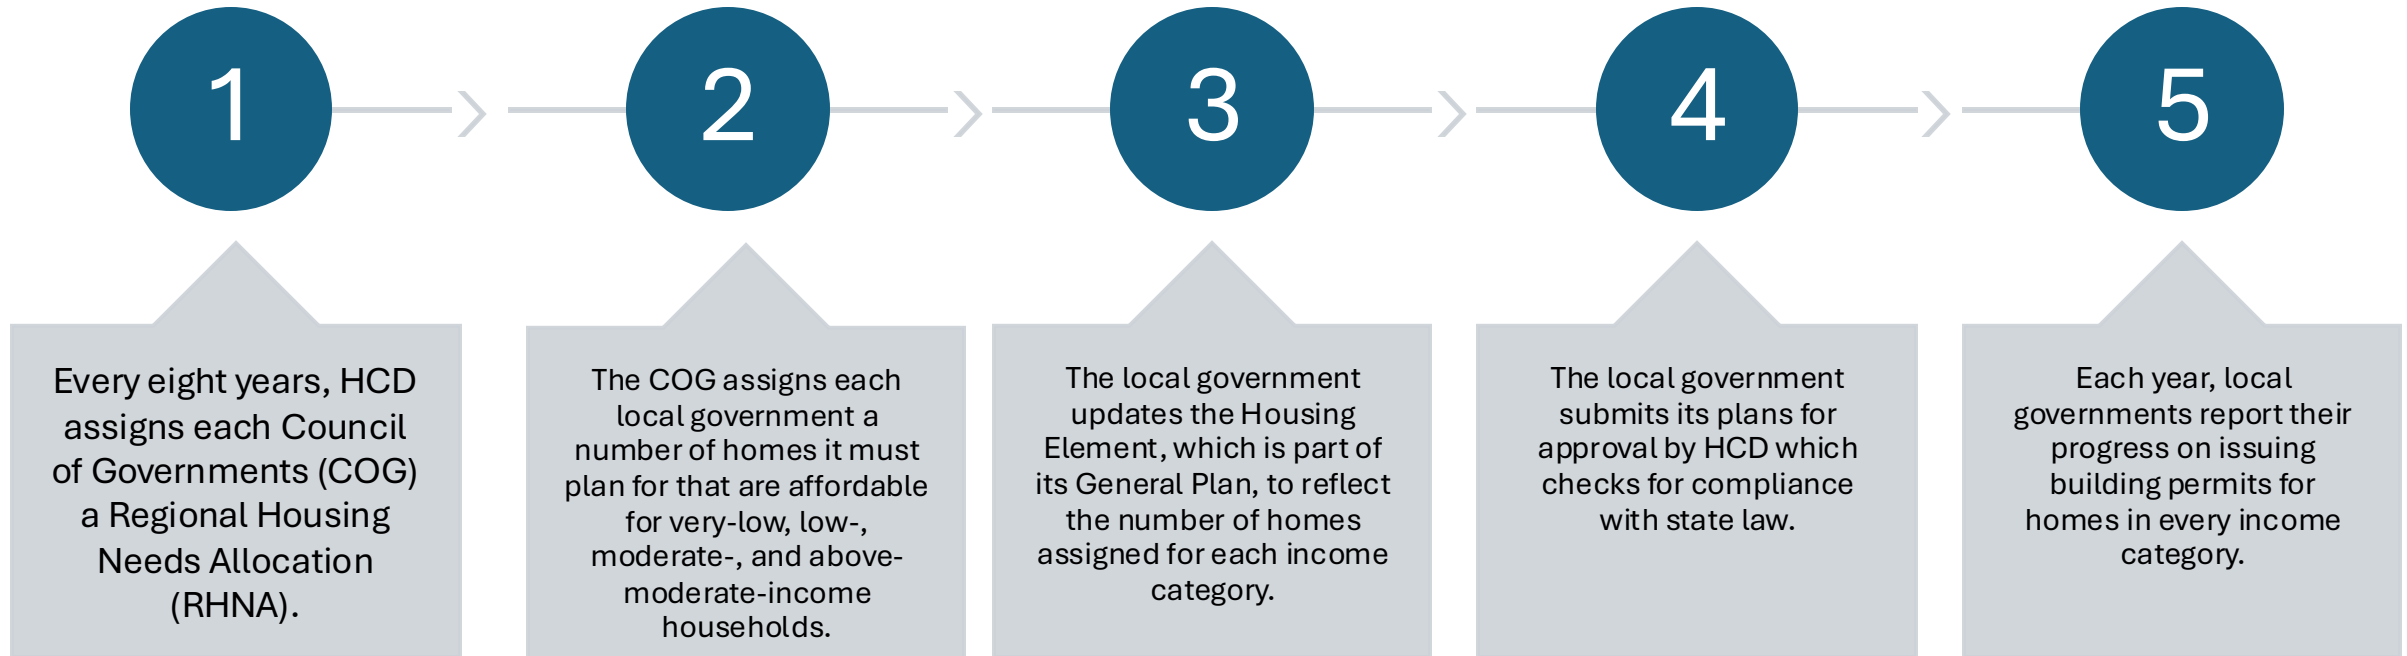 1
2
3
4
5
Every eight years, HCD
assigns each Council
of Governments (COG)
a Regional Housing
Needs Allocation
(RHNA).
The COG assigns each
local government a
number of homes it must
plan for that are affordable
for very-low, low-,
moderate-, and above-
moderate-income
households.
The local government
updates the Housing
Element, which is part of
its General Plan, to reflect
the number of homes
assigned for each income
category.
The local government
submits its plans for
approval by HCD which
checks for compliance
with state law.
Each year, local
governments report their
progress on issuing
building permits for
homes in every income
category.